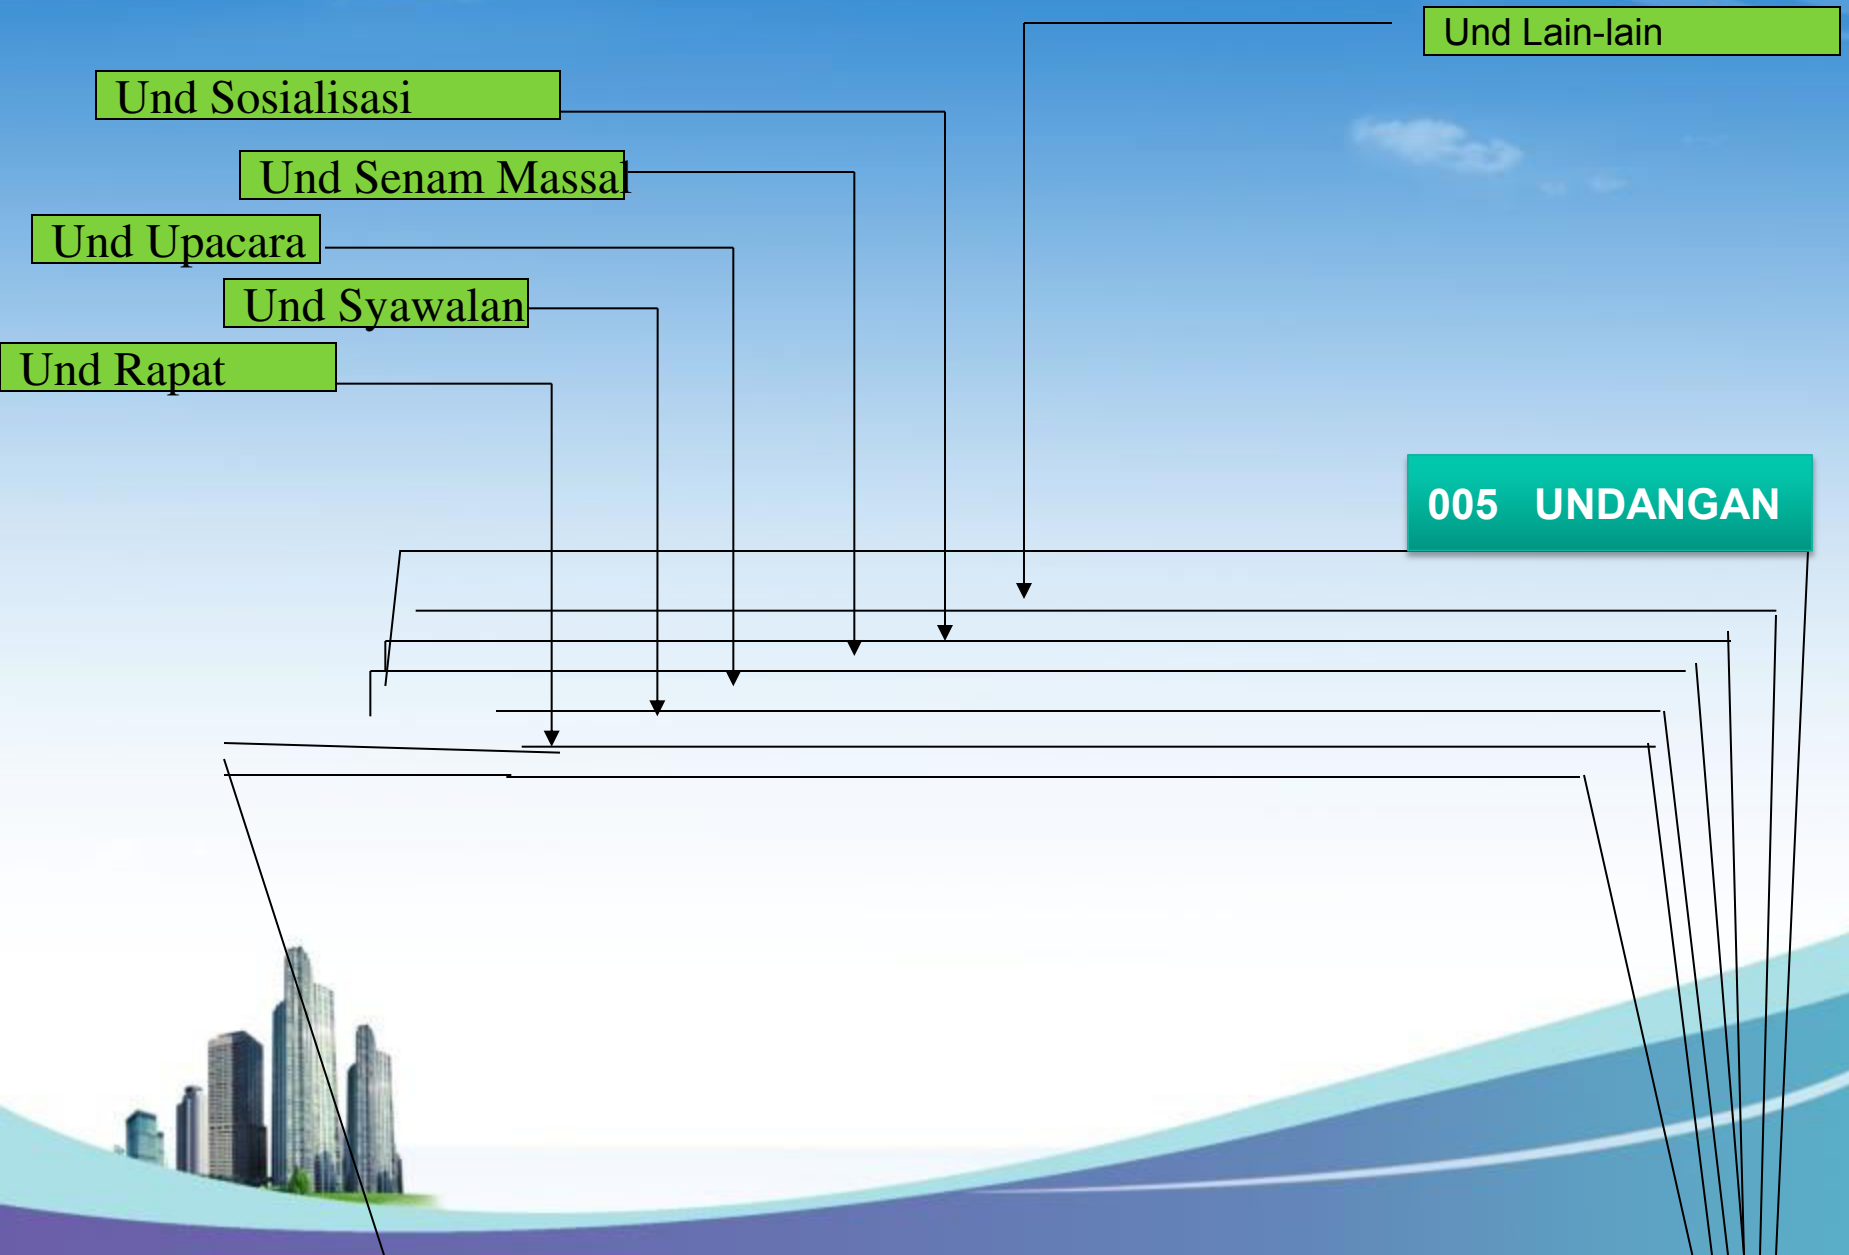 Und Lain-lain
Und Sosialisasi
Und Senam Massal
Und Upacara
Und Syawalan
Und Rapat
005 UNDANGAN